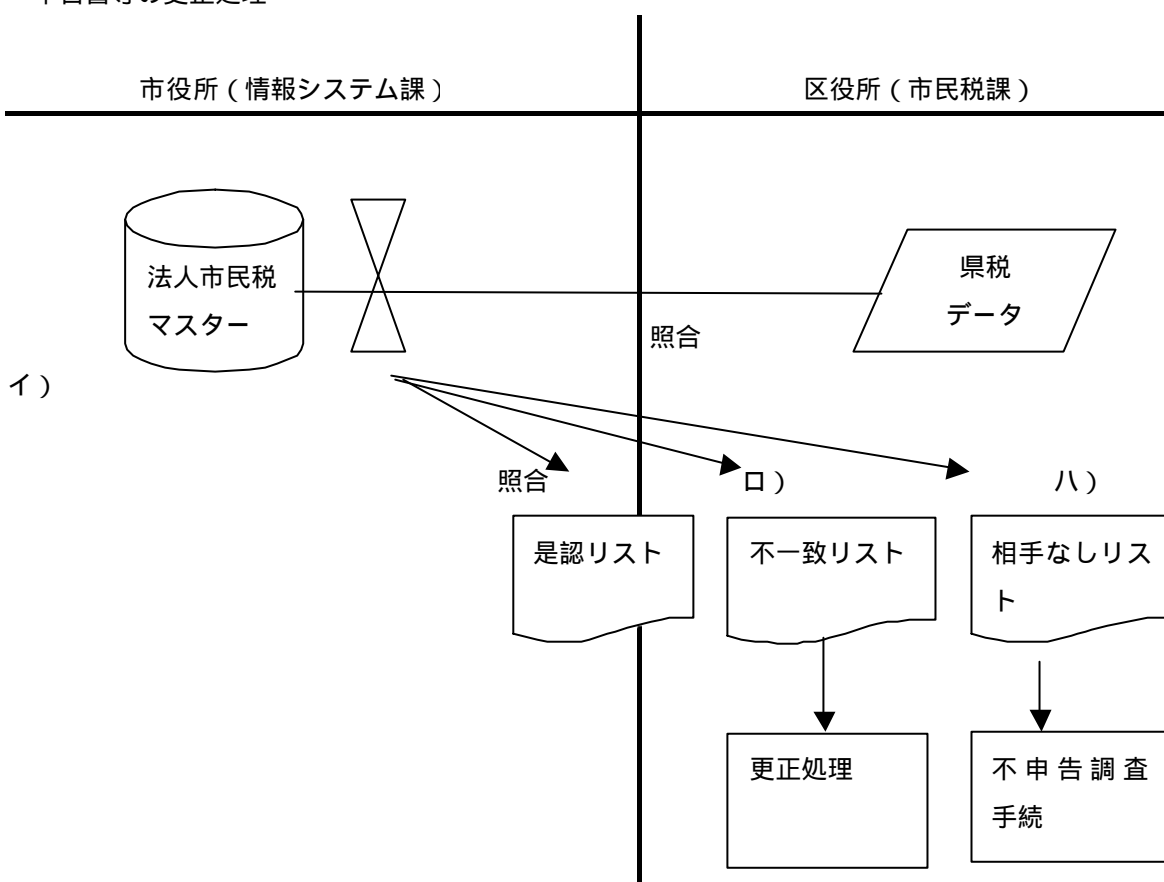 市役所（情報システム課）
区役所（市民税課）
法人市民税
マスター
県税
データ
照合
イ）
照合
ロ）
ハ）
是認リスト
不一致リスト
相手なしリス
ト
更正処理
不申告調査
手続